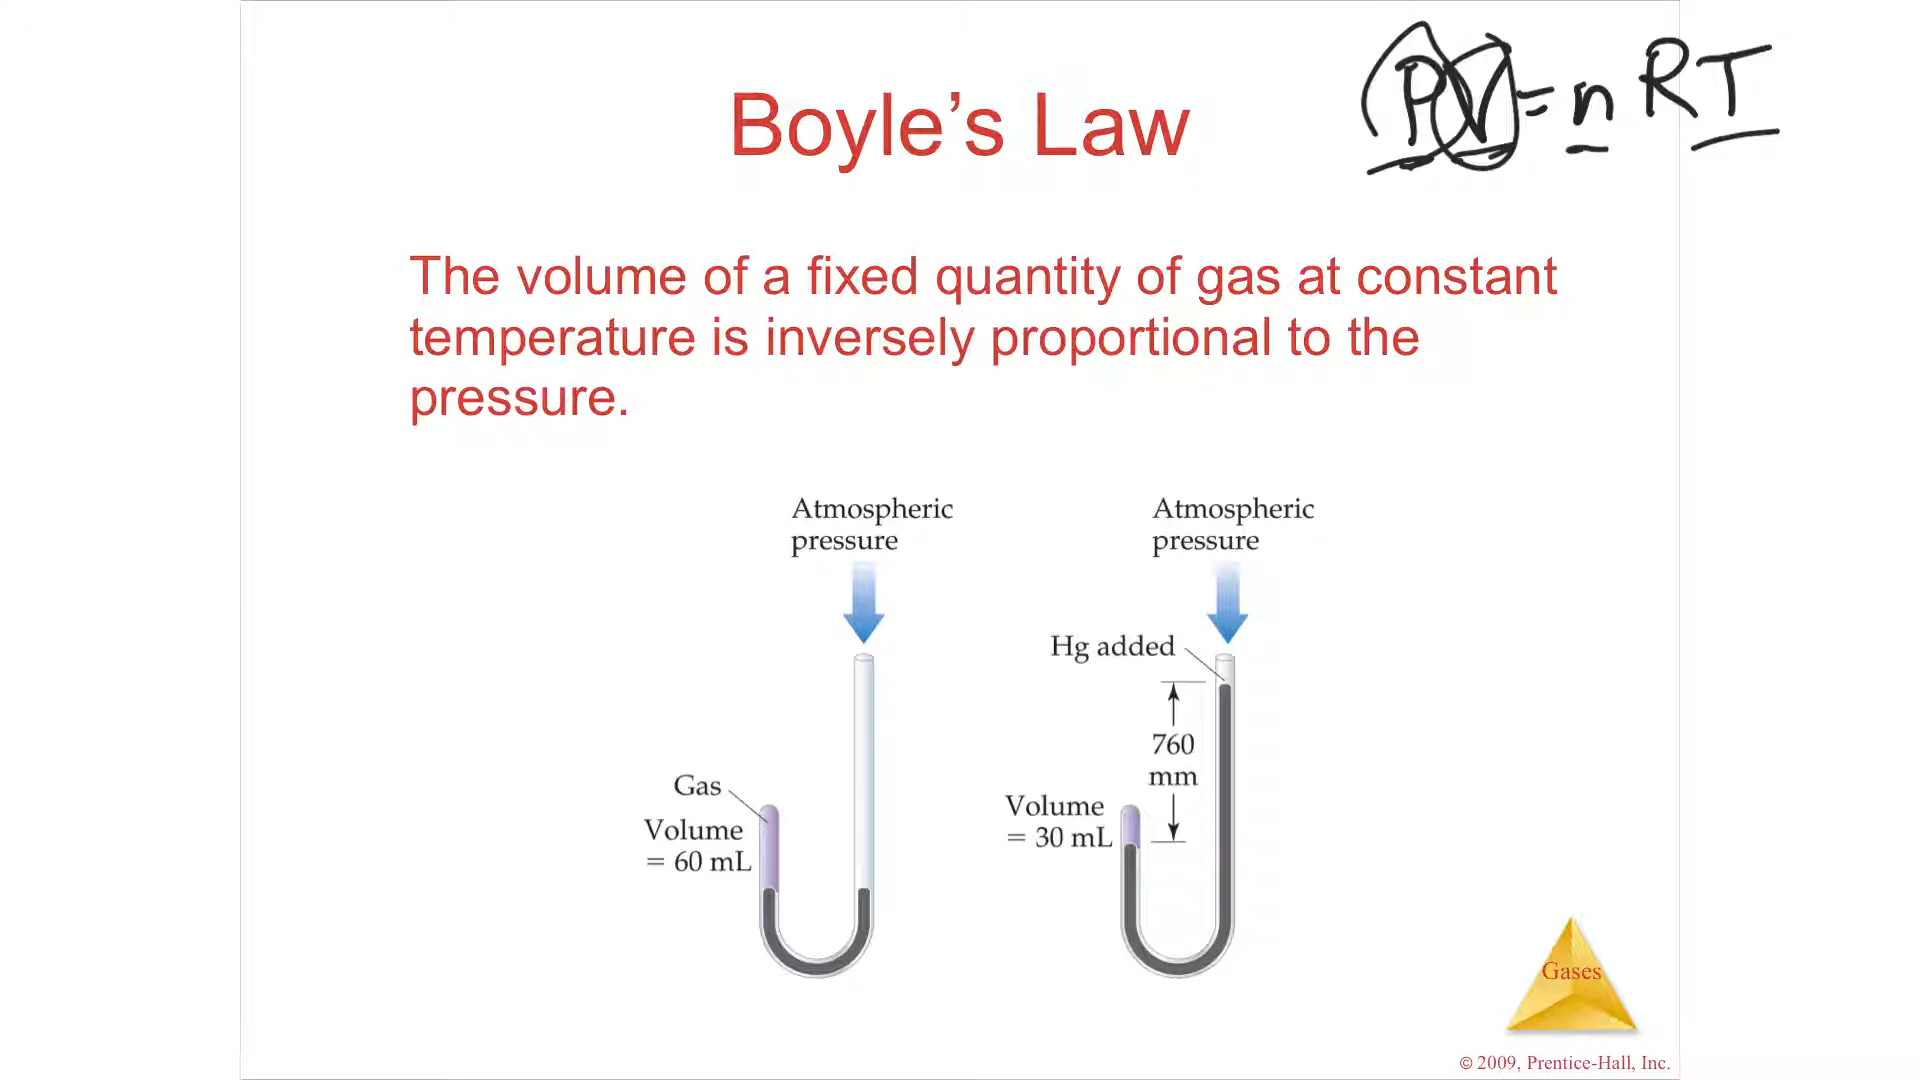 PV = nRT
Boyle’s Law
The volume of a fixed quantity of gas at constant
temperature is inversely proportional to the
pressure.
Atmospheric
pressure
Atmospheric
pressure
Hg added
760
mm
Gas
Volume
= 60 mL
Volume
= 30 mL
Gases
© 2009, Prentice-Hall, Inc.